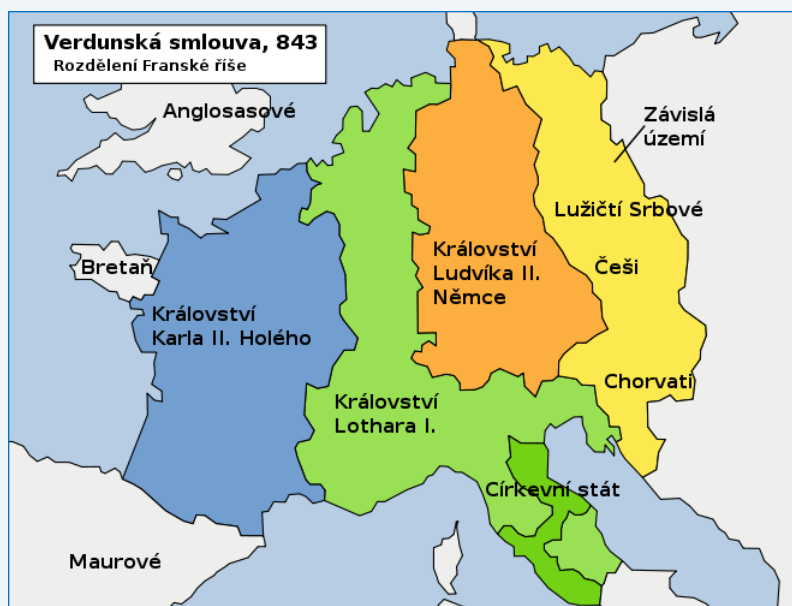 Verdunská smlouva, 843
Rozdělení Franské říše
Anglosasové
Závislá
území
Lužičtí Srbové
Bretaň
Království
Ludvíka II.
Němce
Češi
Království
Karla II. Holého
Chorvati
Království
Lothara I.
Církevní stát
Maurové